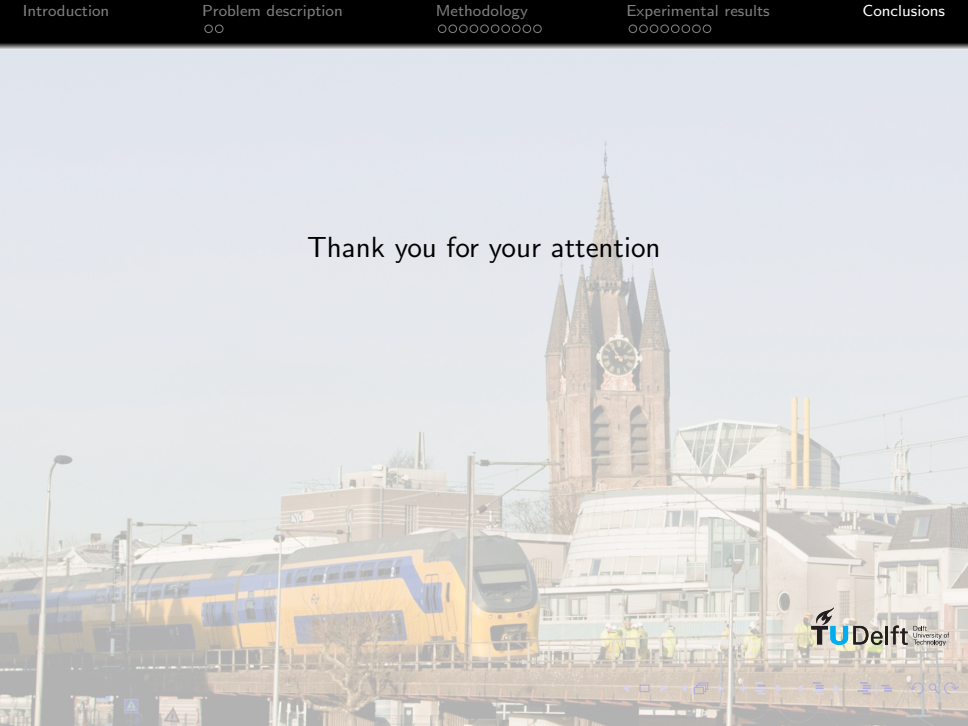 Introduction
Problem description
Methodology
Experimental results
Conclusions
Thank you for your attention
TUDelft
Delft
University of
Technology